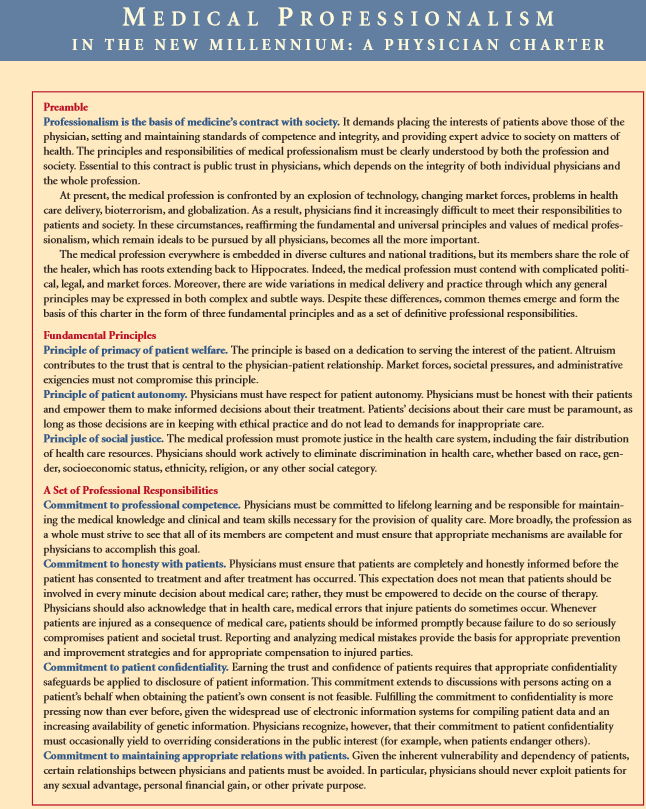 MEDICAL PROFESSIONALISM
IN THE NEW MILLENNIUM: A PHYSICIAN CHARTER
Preamble
Professionalism is the basis of medicine's contract with society. It demands placing the interests of patients above those of the
physician, setting and maintaining standards of competence and integrity, and providing expert advice to society on matters of
health. The principles and responsibilities of medical professionalism must be clearly understood by both the profession and
society. Essential to this contract is public trust in physicians, which depends on the integrity of both individual physicians and
the whole profession.
At present, the medical profession is confronted by an explosion of technology, changing market forces, problems in health
care delivery, bioterrorism, and globalization. As a result, physicians find it increasingly difficult to meet their responsibilities to
patients and society. In these circumstances, reaffirming the fundamental and universal principles and values of medical profes-
sionalism, which remain ideals to be pursued by all physicians, becomes all the more important.
The medical profession everywhere is embedded in diverse cultures and national traditions, but its members share the role of
the healer, which has roots extending back to Hippocrates. Indeed, the medical profession must contend with complicated politi-
cal, legal, and market forces. Moreover, there are wide variations in medical delivery and practice through which any general
principles may be expressed in both complex and subtle ways. Despite these differences, common themes emerge and form the
basis of this charter in the form of three fundamental principles and as a set of definitive professional responsibilities.
Fundamental Principles
Principle of primacy of patient welfare. The principle is based on a dedication to serving the interest of the patient. Altruism
contributes to the trust that is central to the physician-patient relationship. Market forces, societal pressures, and administrative
exigencies must not compromise this principle.
Principle of patient autonomy. Physicians must have respect for patient autonomy. Physicians must be honest with their patients
and empower them to make informed decisions about their treatment. Patients' decisions about their care must be paramount, as
long as those decisions are in keeping with ethical practice and do not lead to demands for inappropriate care.
Principle of social justice. The medical profession must promote justice in the health care system, including the fair distribution
of health care resources. Physicians should work actively to eliminate discrimination in health care, whether based on race, gen-
der, socioeconomic status, ethnicity, religion, or any other social category.
A Set of Professional Responsibilities
Commitment to professional competence. Physicians must be committed to lifelong learning and be responsible for maintain-
ing the medical knowledge and clinical and team skills necessary for the provision of quality care. More broadly, the profession as
a whole must strive to see that all of its members are competent and must ensure that appropriate mechanisms are available for
physicians to accomplish this goal.
Commitment to honesty with patients. Physicians must ensure that patients are completely and honestly informed before the
patient has consented to treatment and after treatment has occurred. This expectation does not mean that patients should be
involved in every minute decision about medical care; rather, they must be empowered to decide on the course of therapy.
Physicians should also acknowledge that in health care, medical errors that injure patients do sometimes occur. Whenever
patients are injured as a consequence of medical care, patients should be informed promptly because failure to do so seriously
compromises patient and societal trust. Reporting and analyzing medical mistakes provide the basis for appropriate prevention
and improvement strategies and for appropriate compensation to injured parties.
Commitment to patient confidentiality. Earning the trust and confidence of patients requires that appropriate confidentiality
safeguards be applied to disclosure of patient information. This commitment extends to discussions with persons acting on a
patient's behalf when obtaining the patient's own consent is not feasible. Fulfilling the commitment to confidentiality is more
pressing now than ever before, given the widespread use of electronic information systems for compiling patient data and an
increasing availability of genetic information. Physicians recognize, however, that their commitment to patient confidentiality
must occasionally yield to overriding considerations in the public interest (for example, when patients endanger others).
Commitment to maintaining appropriate relations with patients. Given the inherent vulnerability and dependency of patients,
certain relationships between physicians and patients must be avoided. In particular, physicians should never exploit patients for
any sexual advantage, personal financial gain, or other private purpose.